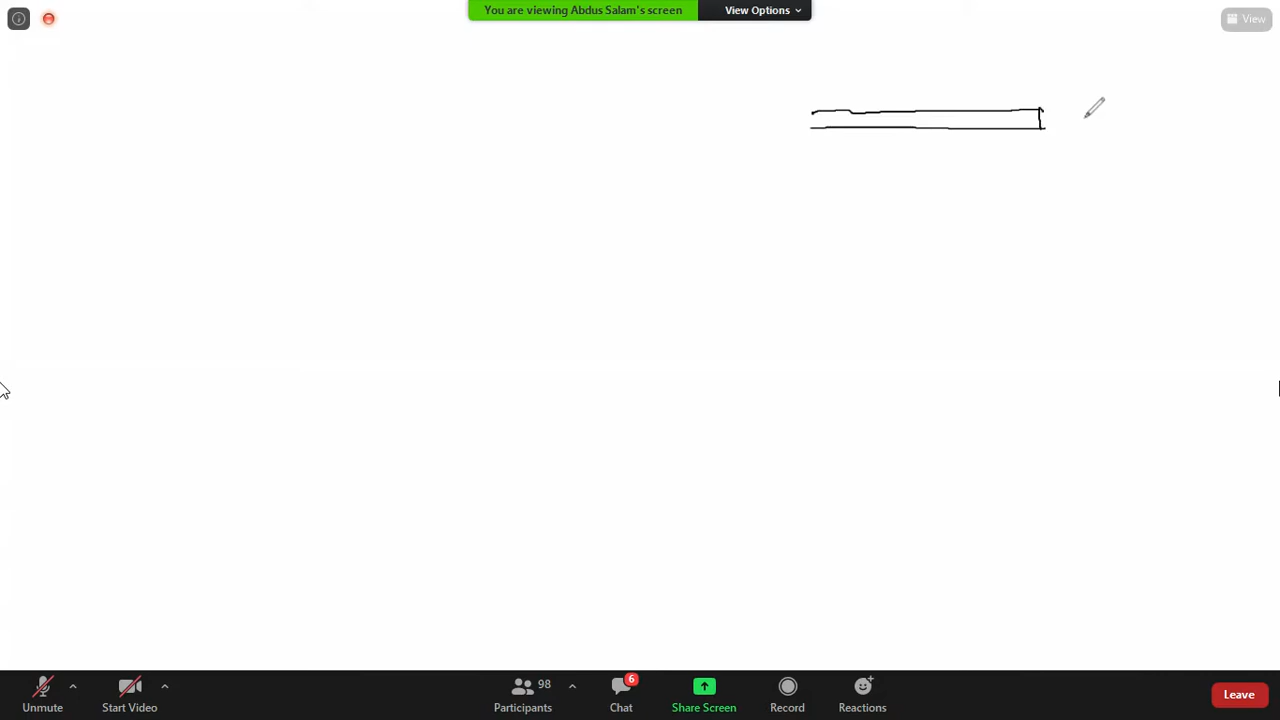 You are viewing Abdus Salam's screen View Options
View
Unmute Start Video Participants 98 Chat 6 Share Screen Record Reactions Leave